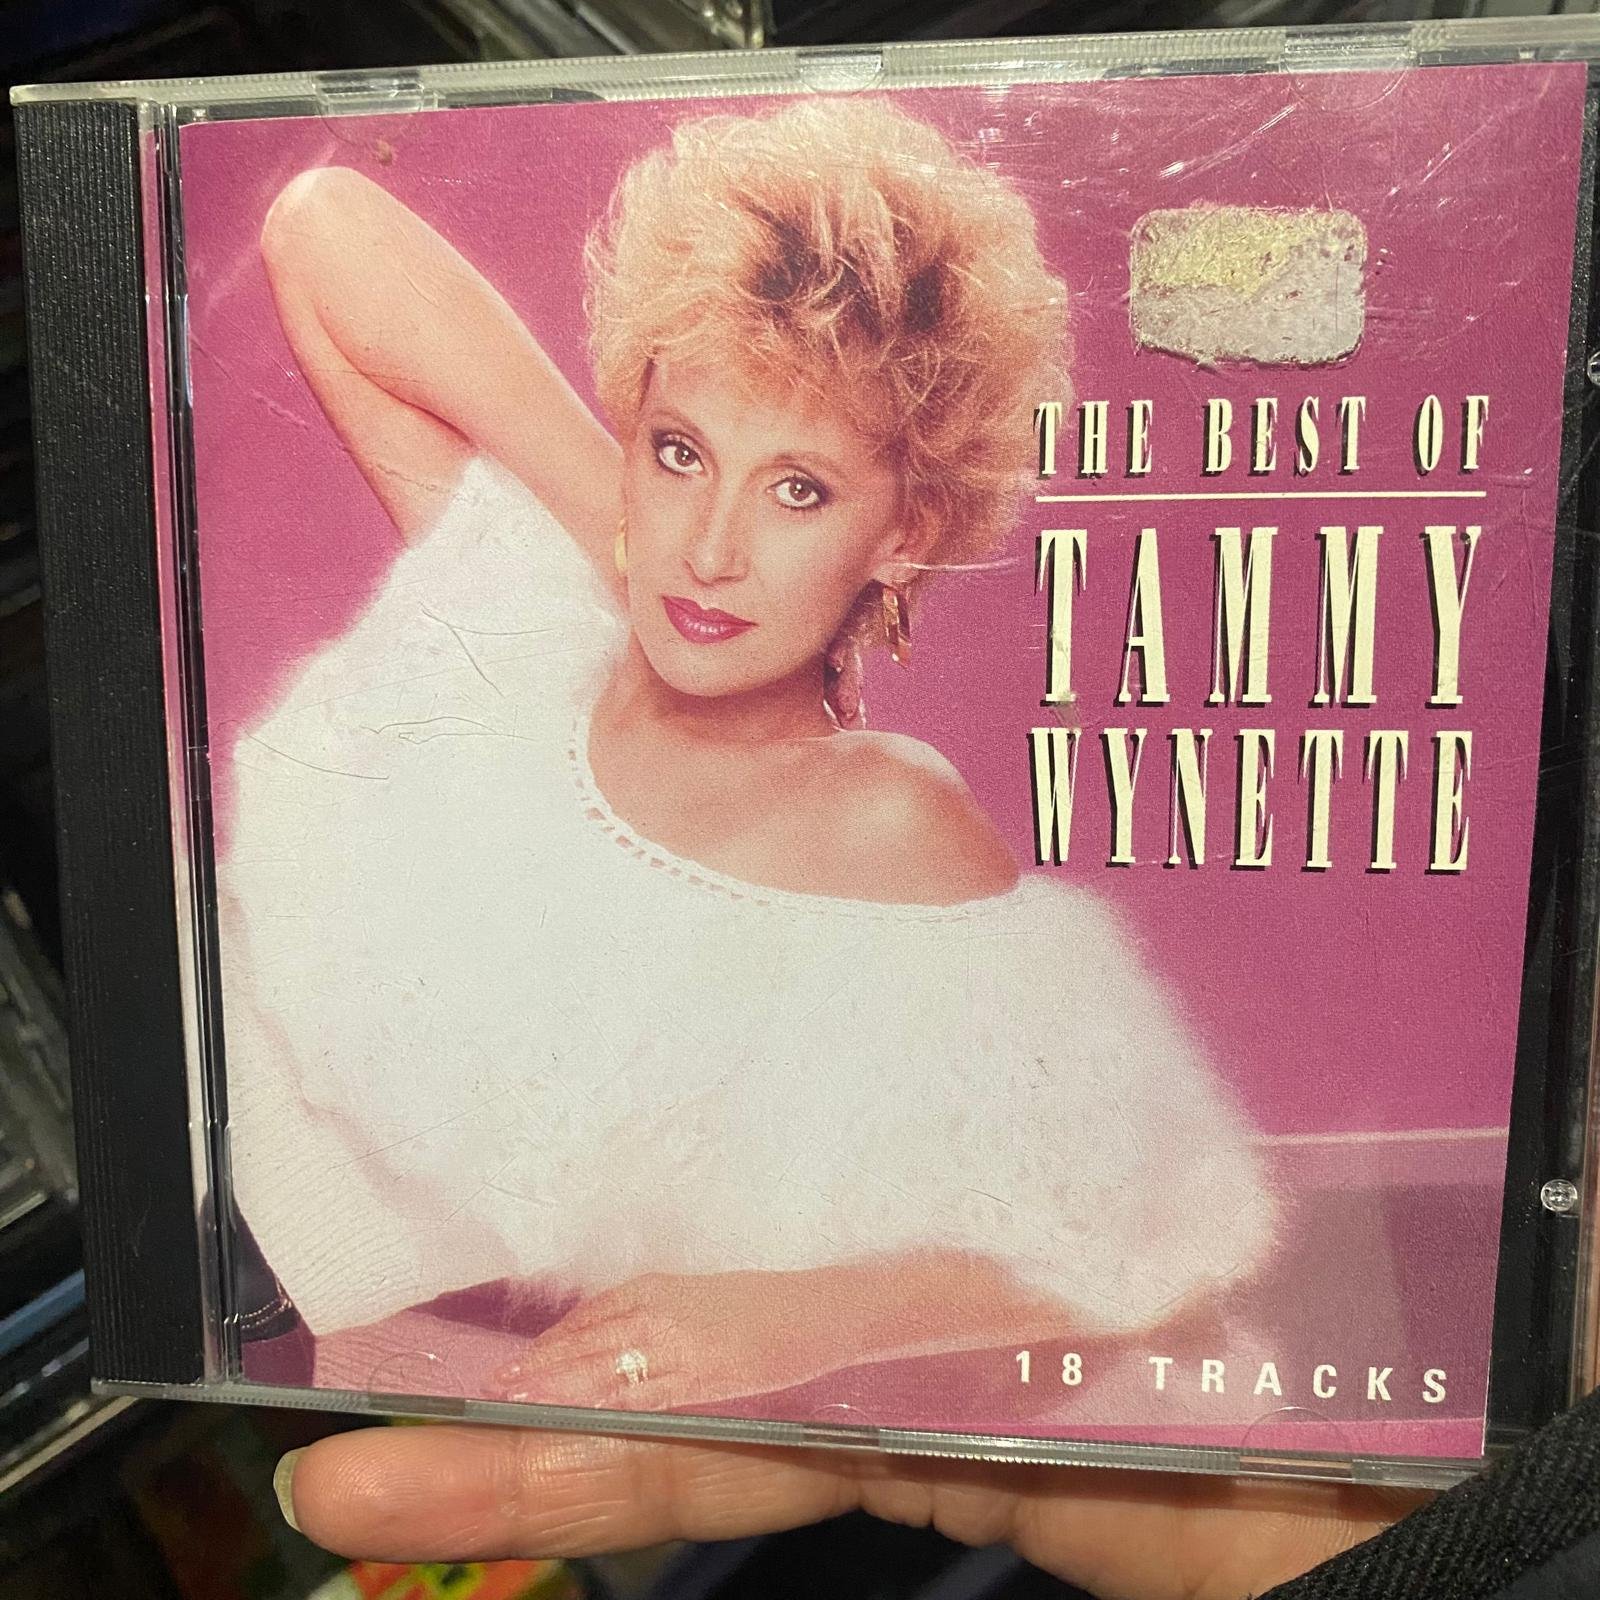 THE BEST OF
TAMMY
WYNETTE
18 TRACKS